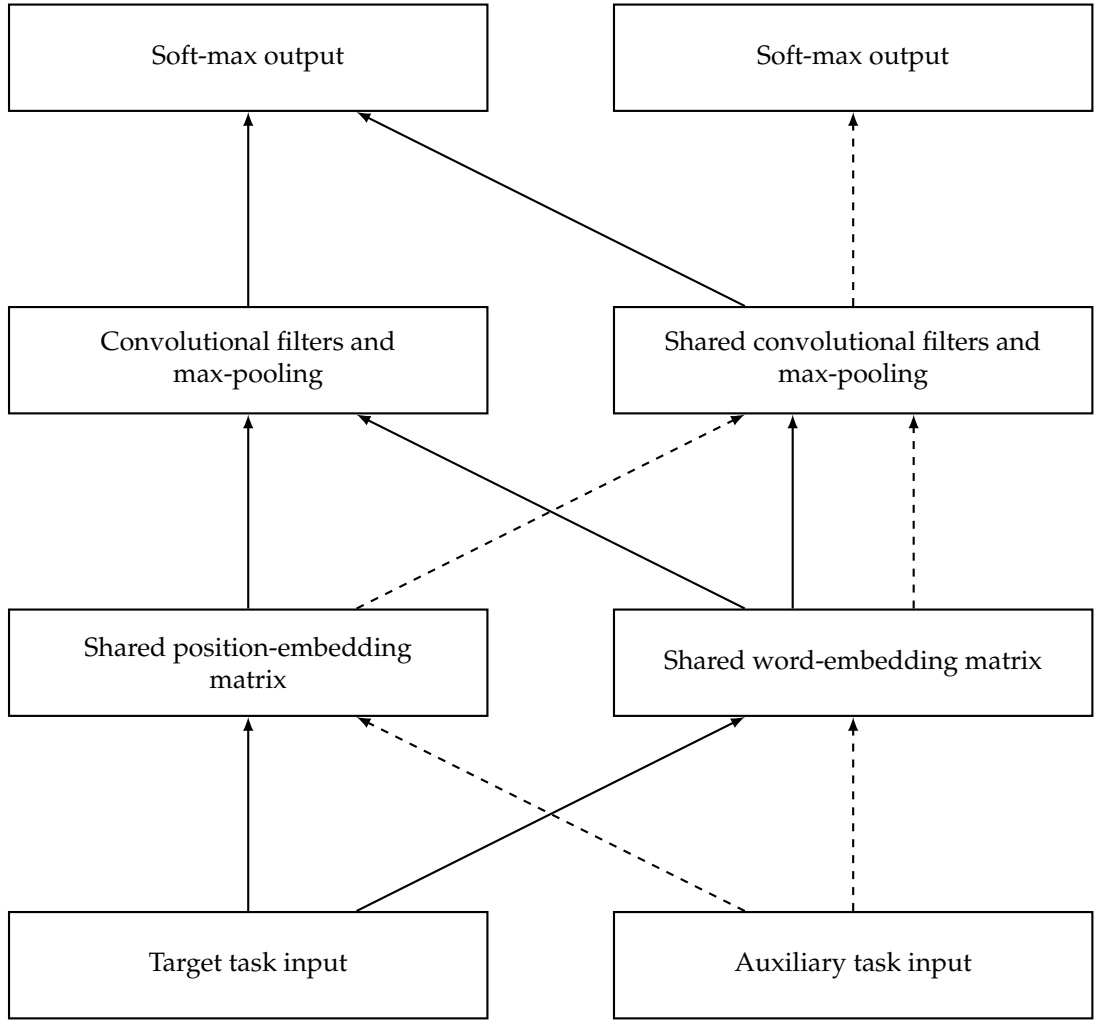 Soft-max output
Soft-max output
Convolutional filters and
max-pooling
Shared convolutional filters and
max-pooling
Shared position-embedding
matrix
Shared word-embedding matrix
Target task input
Auxiliary task input